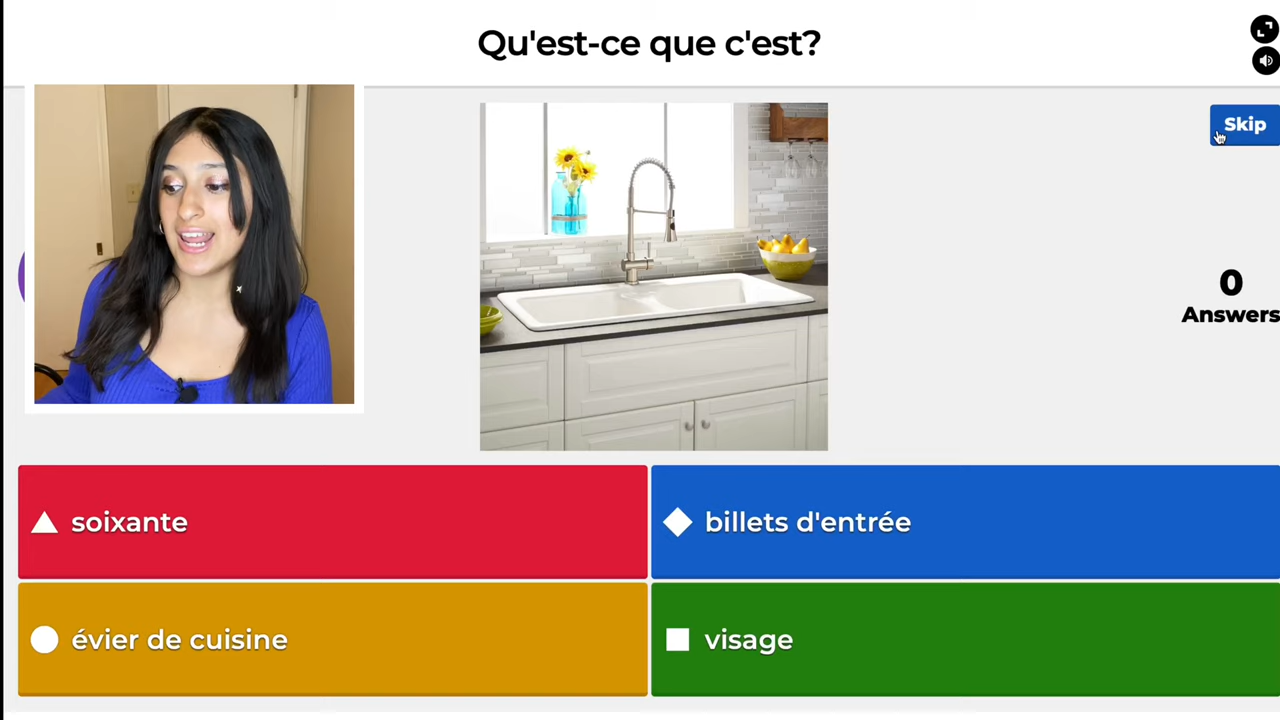 Qu'est-ce que c'est?
Skip
0
Answers
soixante
billets d'entrée
évier de cuisine
visage